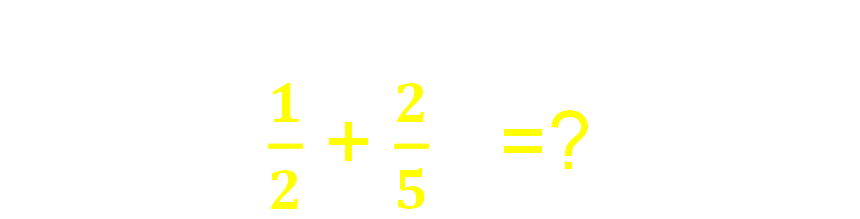 1/2 + 2/5 =?